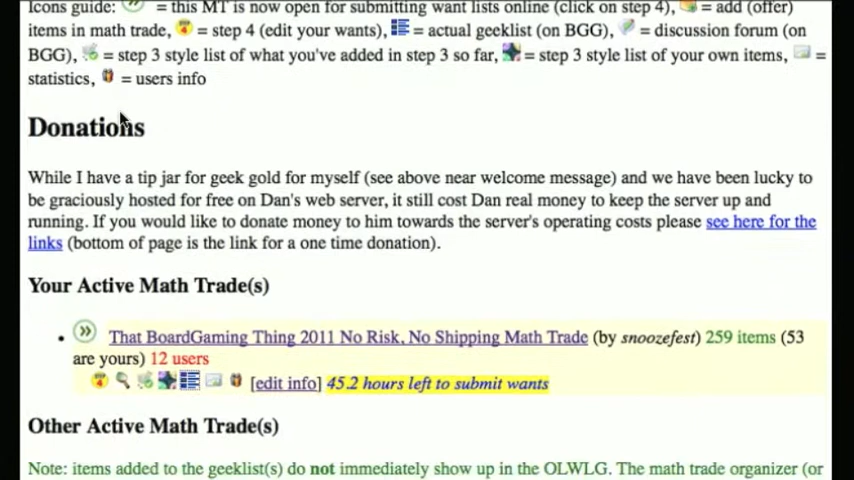 Icons guide: = this MT is now open for submitting want lists online (click on step 4), = add (offer)
items in math trade, = step 4 (edit your wants), = actual geeklist (on BGG), = discussion forum (on
BGG), = step 3 style list of what you've added in step 3 so far, = step 3 style list of your own items, =
statistics, = users info
Donations
While I have a tip jar for geek gold for myself (see above near welcome message) and we have been lucky to
be graciously hosted for free on Dan's web server, it still cost Dan real money to keep the server up and
running. If you would like to donate money to him towards the server's operating costs please see here for the
links (bottom of page is the link for a one time donation).
Your Active Math Trade(s)
That BoardGaming Thing 2011 No Risk, No Shipping Math Trade (by snoozefest) 259 items (53
are yours) 12 users
[edit info] 45.2 hours left to submit wants
Other Active Math Trade(s)
Note: items added to the geeklist(s) do not immediately show up in the OLWLG. The math trade organizer (or